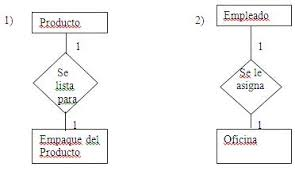 1)
Producto
1
Se
lista
para
1
Empaque del
Producto
2)
Empleado
1
Se le
asigna
1
Oficina